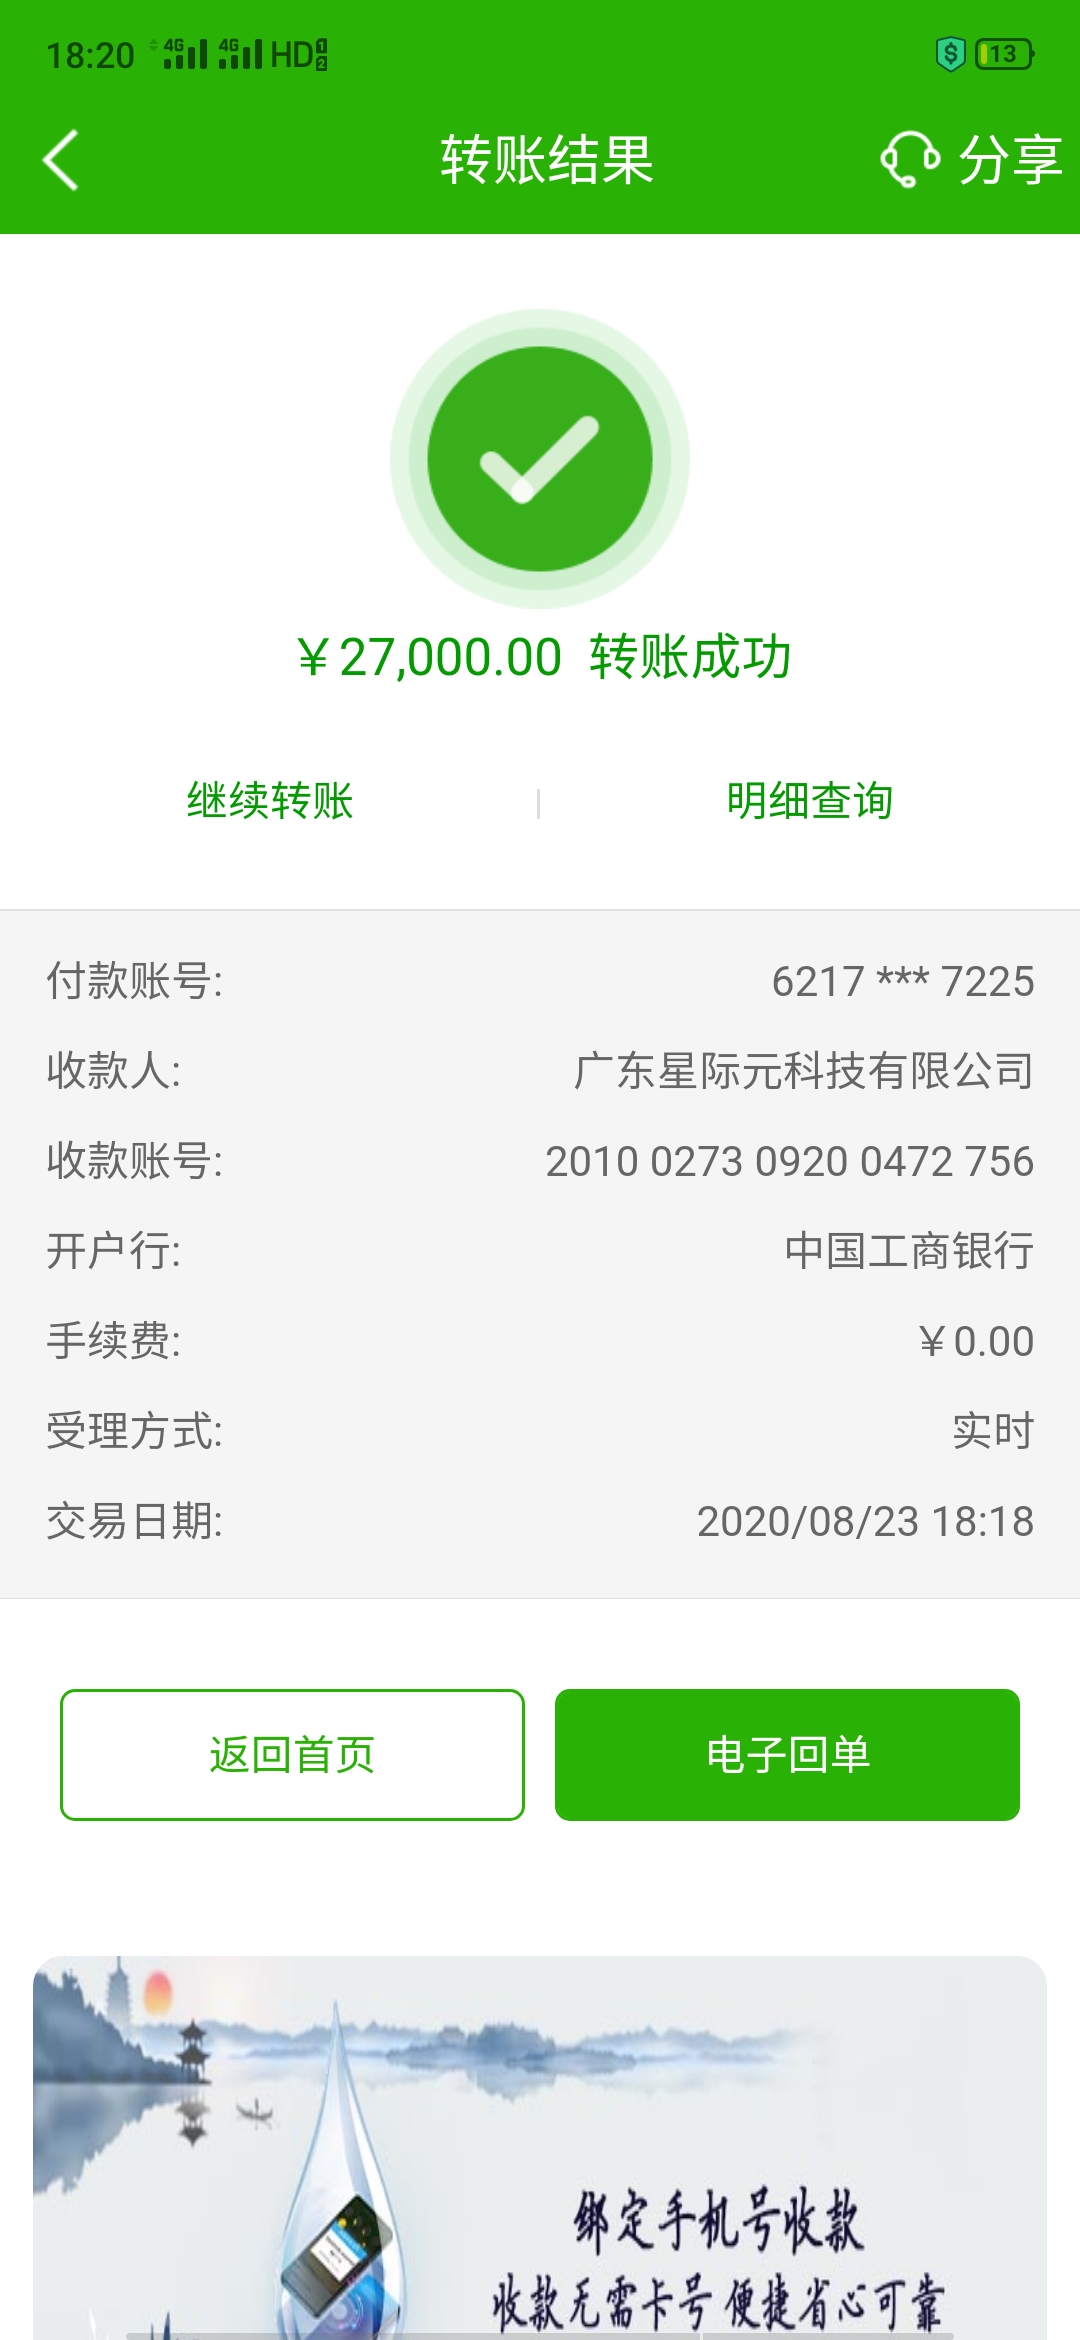 18:20 4G 4G HD 1 2 $ 13
转账结果 分享
￥27,000.00 转账成功
继续转账 明细查询
付款账号: 6217 *** 7225
收款人: 广东星际元科技有限公司
收款账号: 2010 0273 0920 0472 756
开户行: 中国工商银行
手续费: ￥0.00
受理方式: 实时
交易日期: 2020/08/23 18:18
返回首页 电子回单
绑定手机号收款
收款无需卡号 便捷省心可靠